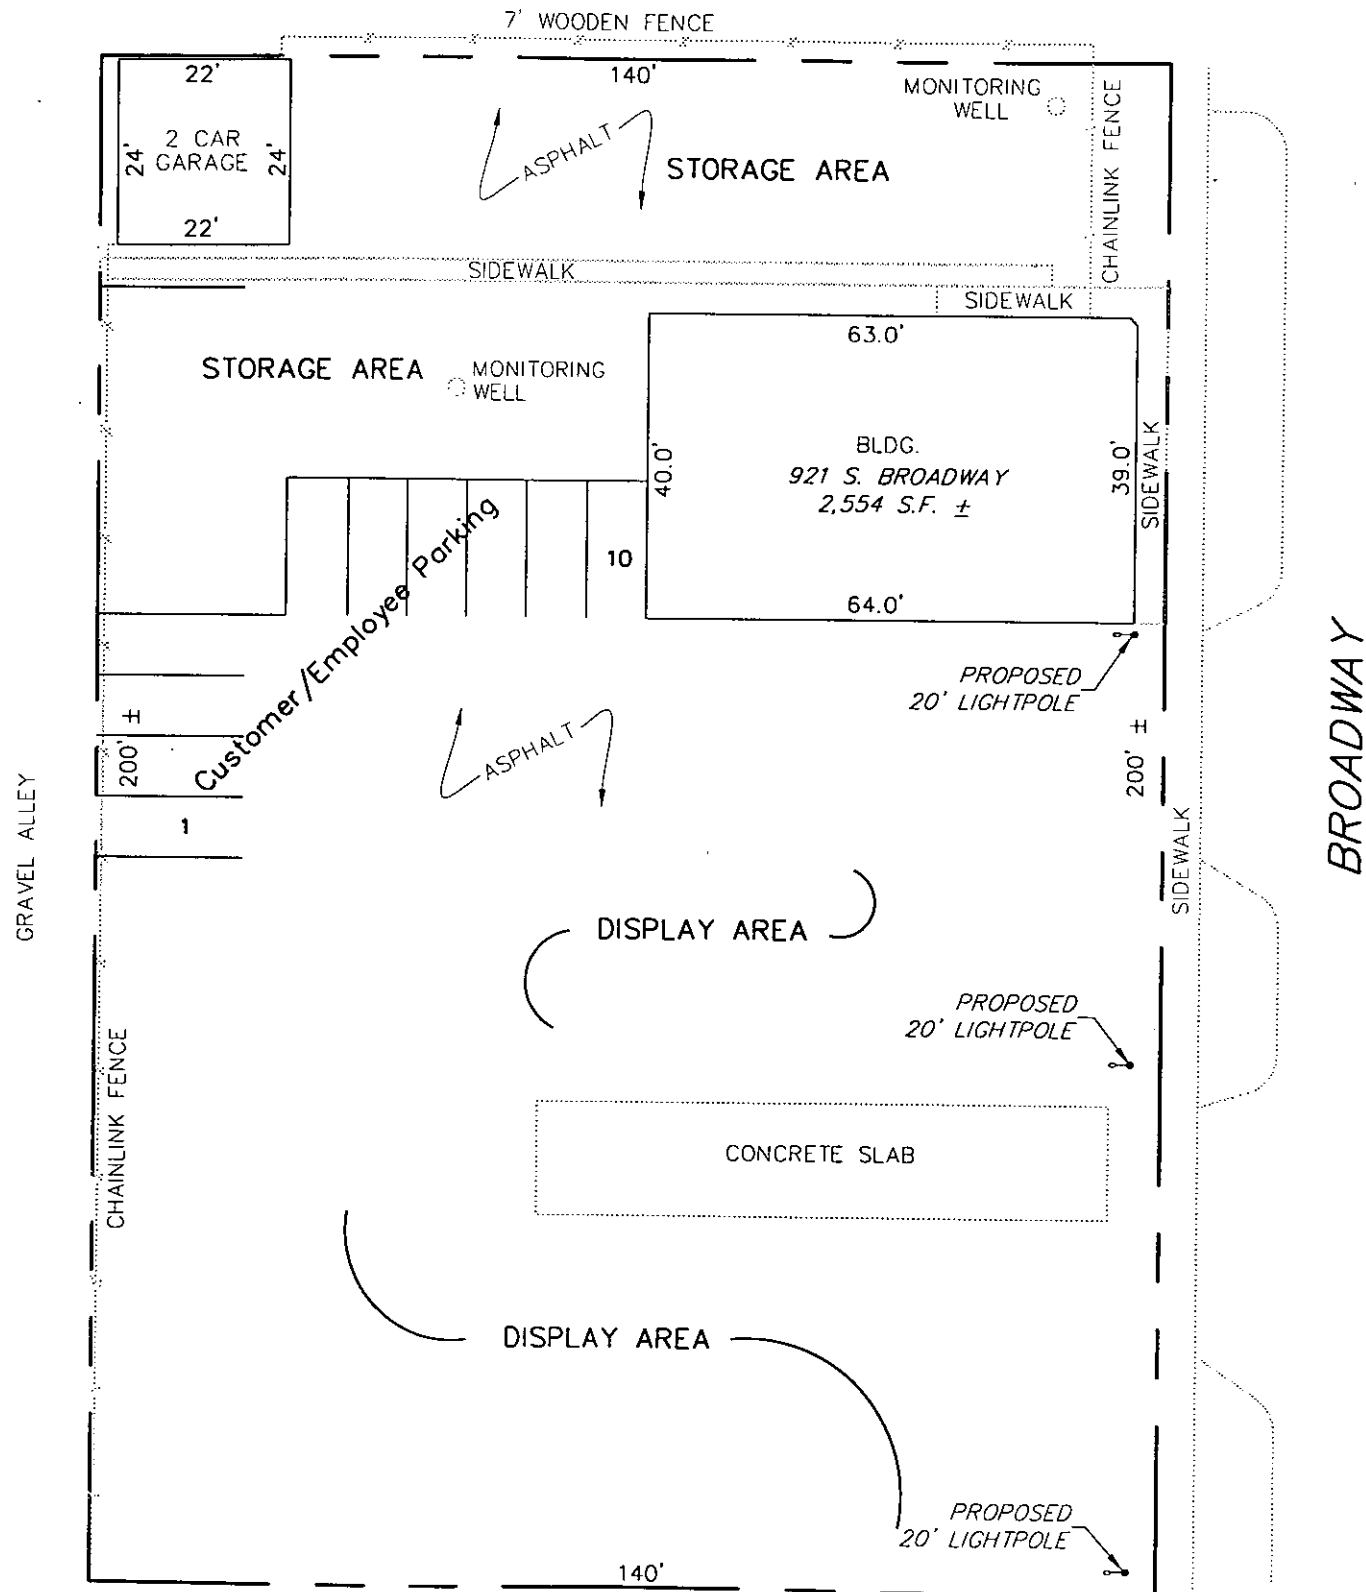 7' WOODEN FENCE
22'
140'
MONITORING
WELL
2 CAR
GARAGE
24'
24'
ASPHALT
STORAGE AREA
CHAINLINK FENCE
22'
SIDEWALK
SIDEWALK
63.0'
STORAGE AREA
MONITORING
WELL
BLDG.
921 S. BROADWAY
2,554 S.F. ±
40.0'
39.0'
SIDEWALK
10
Customer/Employee Parking
64.0'
PROPOSED
20' LIGHTPOLE
200' ±
ASPHALT
200' ±
BROADWAY
GRAVEL ALLEY
1
SIDEWALK
DISPLAY AREA
PROPOSED
20' LIGHTPOLE
CHAINLINK FENCE
CONCRETE SLAB
DISPLAY AREA
PROPOSED
20' LIGHTPOLE
140'